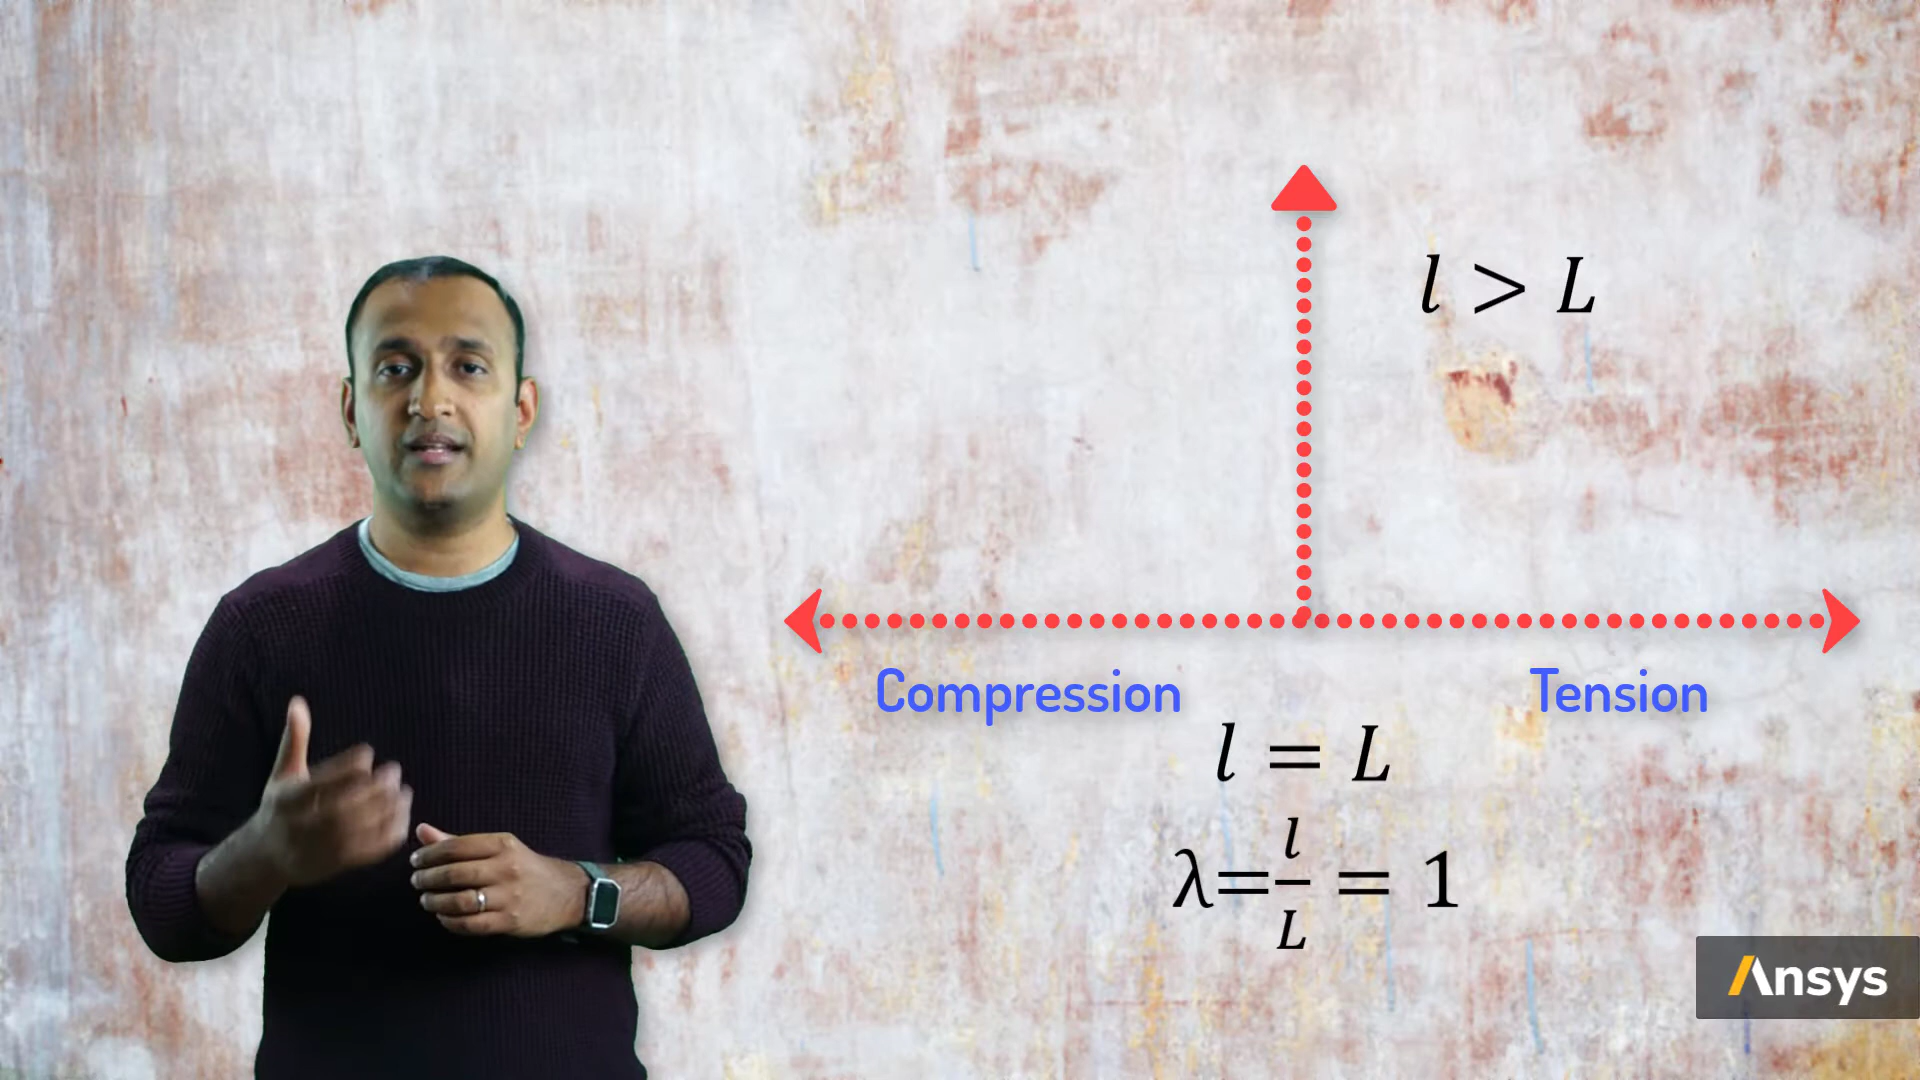 l > L
Compression
Tension
l = L
λ=l/L = 1
Ansys